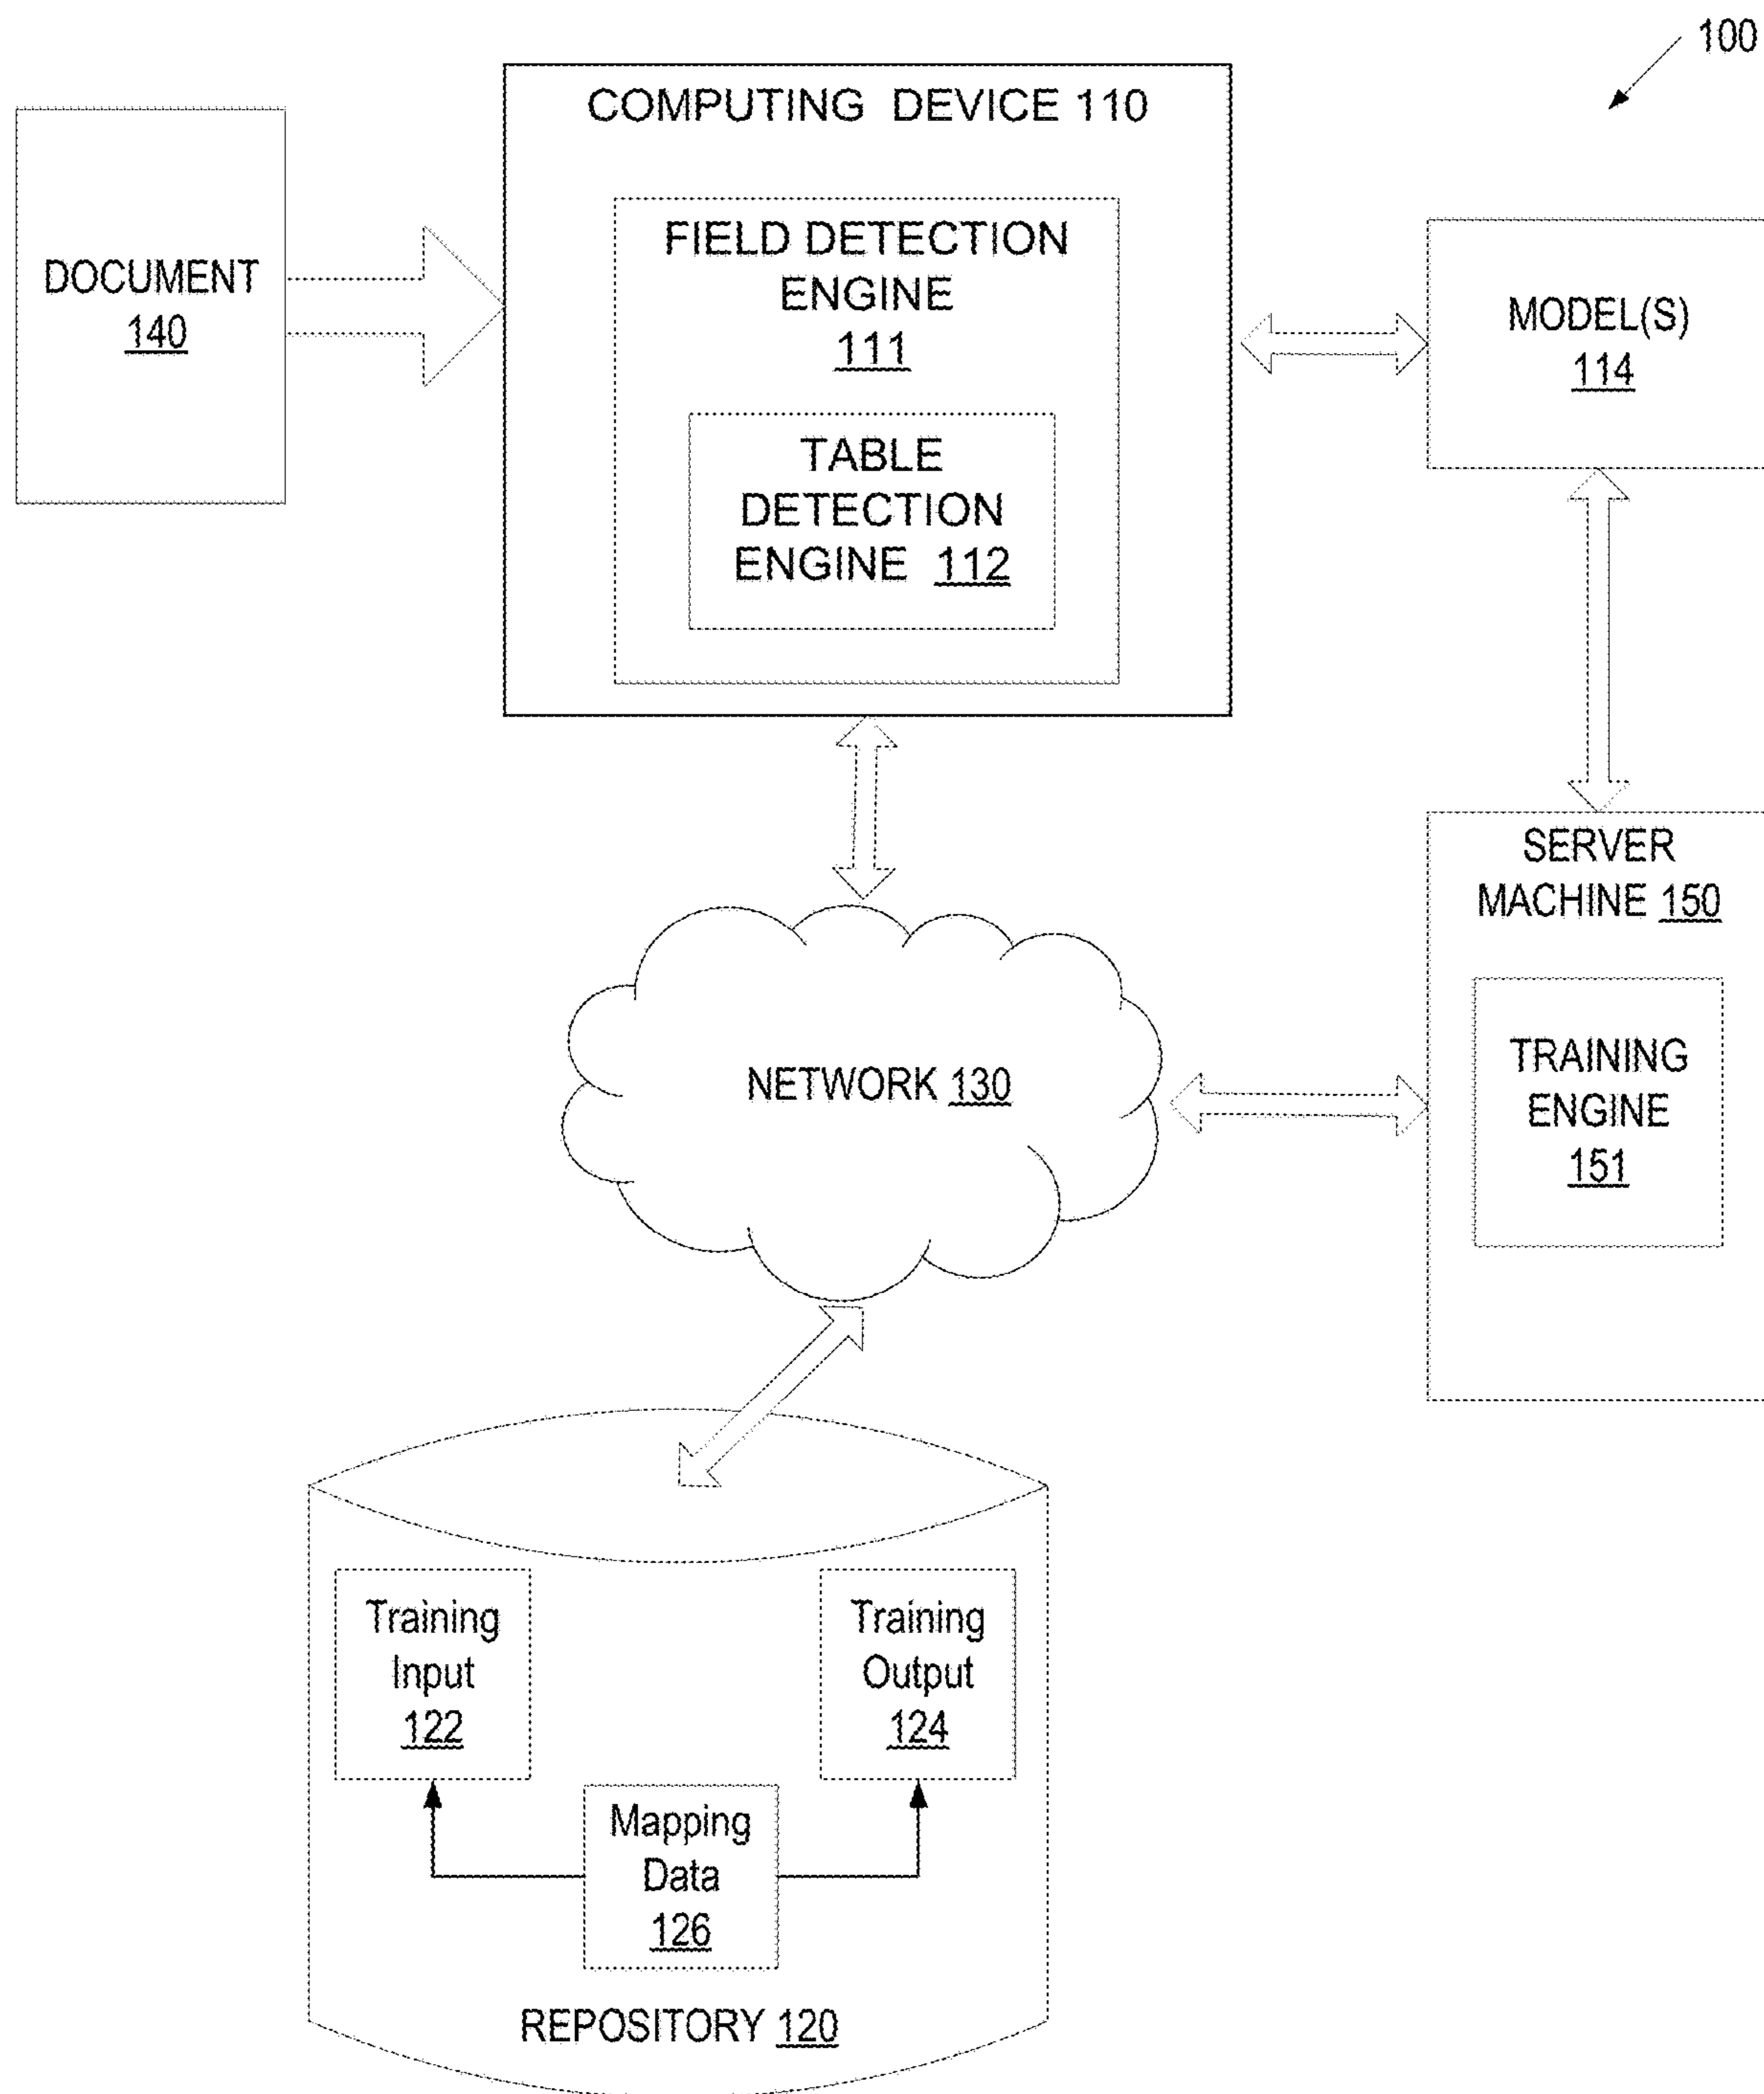 100
COMPUTING DEVICE 110
DOCUMENT
140
FIELD DETECTION
ENGINE
111
TABLE
DETECTION
ENGINE 112
MODEL(S)
114
SERVER
MACHINE 150
TRAINING
ENGINE
151
NETWORK 130
Training
Input
122
Training
Output
124
Mapping
Data
126
REPOSITORY 120